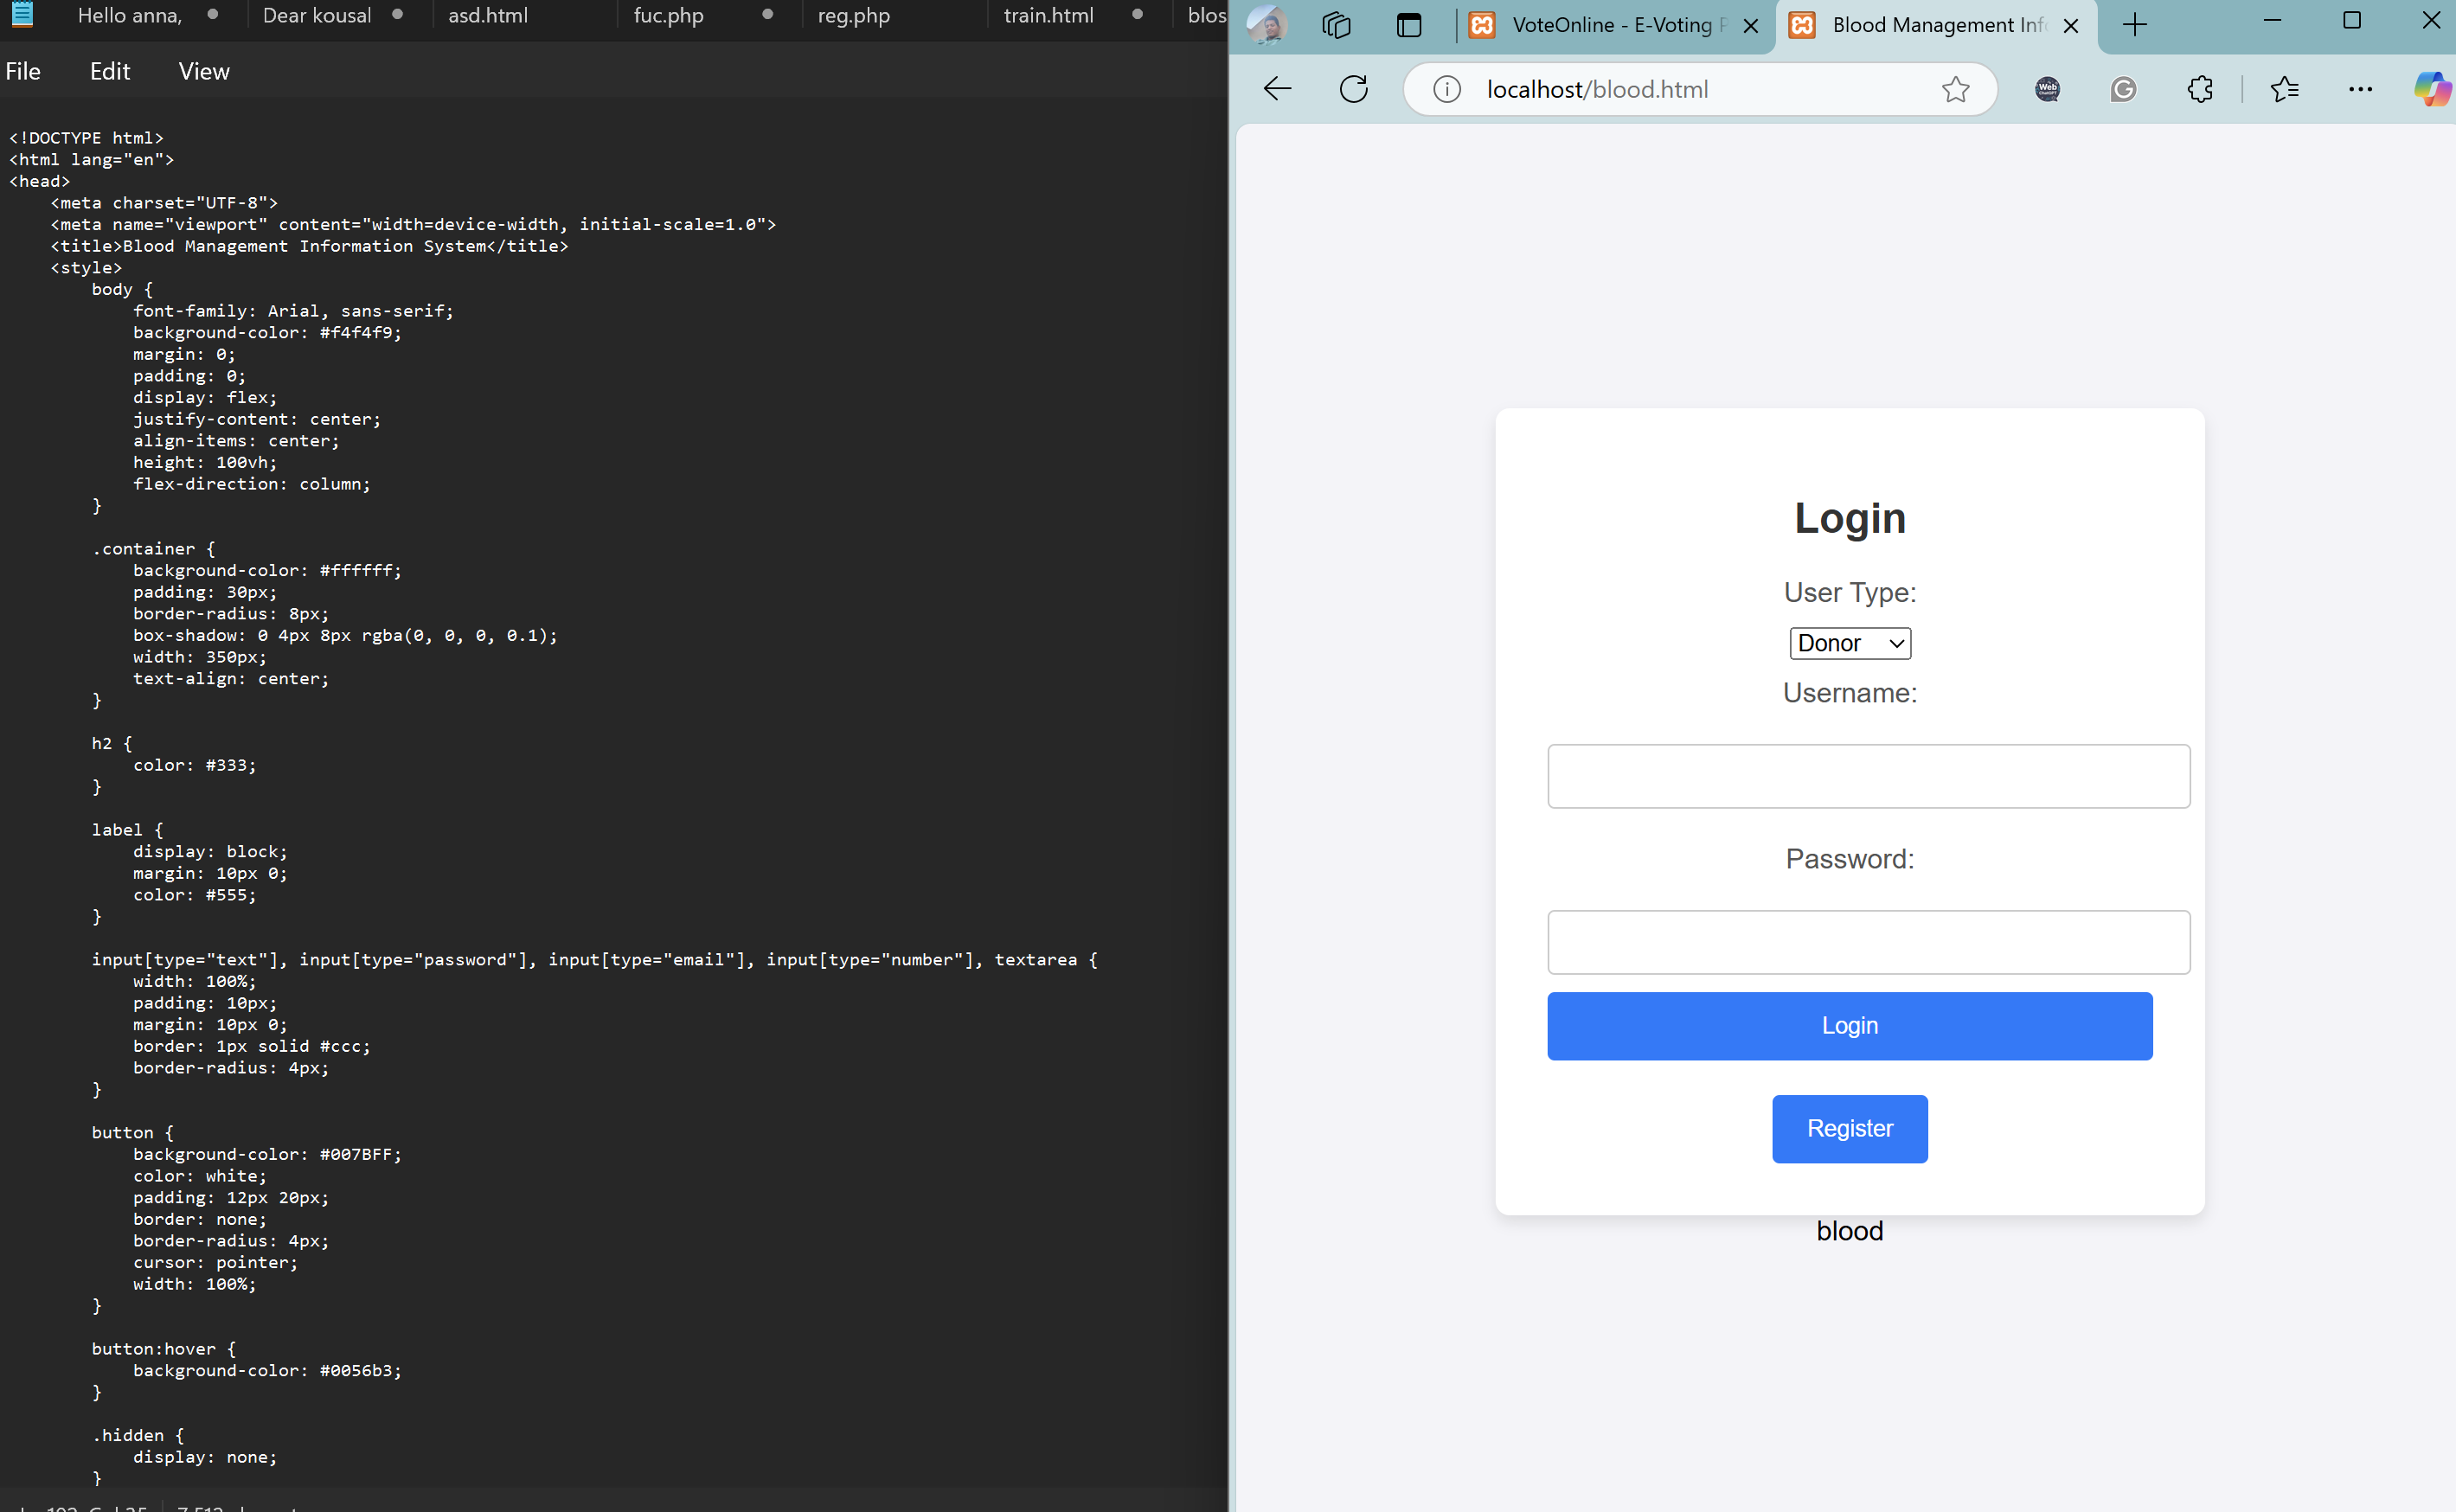 Hello anna,
Dear kousal
asd.html
fuc.php
reg.php
train.html
blos
File
Edit
View
<!DOCTYPE html>
<html lang="en">
<head>
    <meta charset="UTF-8">
    <meta name="viewport" content="width=device-width, initial-scale=1.0">
    <title>Blood Management Information System</title>
    <style>
        body {
            font-family: Arial, sans-serif;
            background-color: #f4f4f9;
            margin: 0;
            padding: 0;
            display: flex;
            justify-content: center;
            align-items: center;
            height: 100vh;
            flex-direction: column;
        }
        .container {
            background-color: #ffffff;
            padding: 30px;
            border-radius: 8px;
            box-shadow: 0 4px 8px rgba(0, 0, 0, 0.1);
            width: 350px;
            text-align: center;
        }
        h2 {
            color: #333;
        }
        label {
            display: block;
            margin: 10px 0;
            color: #555;
        }
        input[type="text"], input[type="password"], input[type="email"], input[type="number"], textarea {
            width: 100%;
            padding: 10px;
            margin: 10px 0;
            border: 1px solid #ccc;
            border-radius: 4px;
        }
        button {
            background-color: #007BFF;
            color: white;
            padding: 12px 20px;
            border: none;
            border-radius: 4px;
            cursor: pointer;
            width: 100%;
        }
        button:hover {
            background-color: #0056b3;
        }
        .hidden {
            display: none;
        }
VoteOnline - E-Voting
Blood Management Inf
localhost/blood.html
Web
Login
User Type:
Donor
Username:
Password:
Login
Register
blood